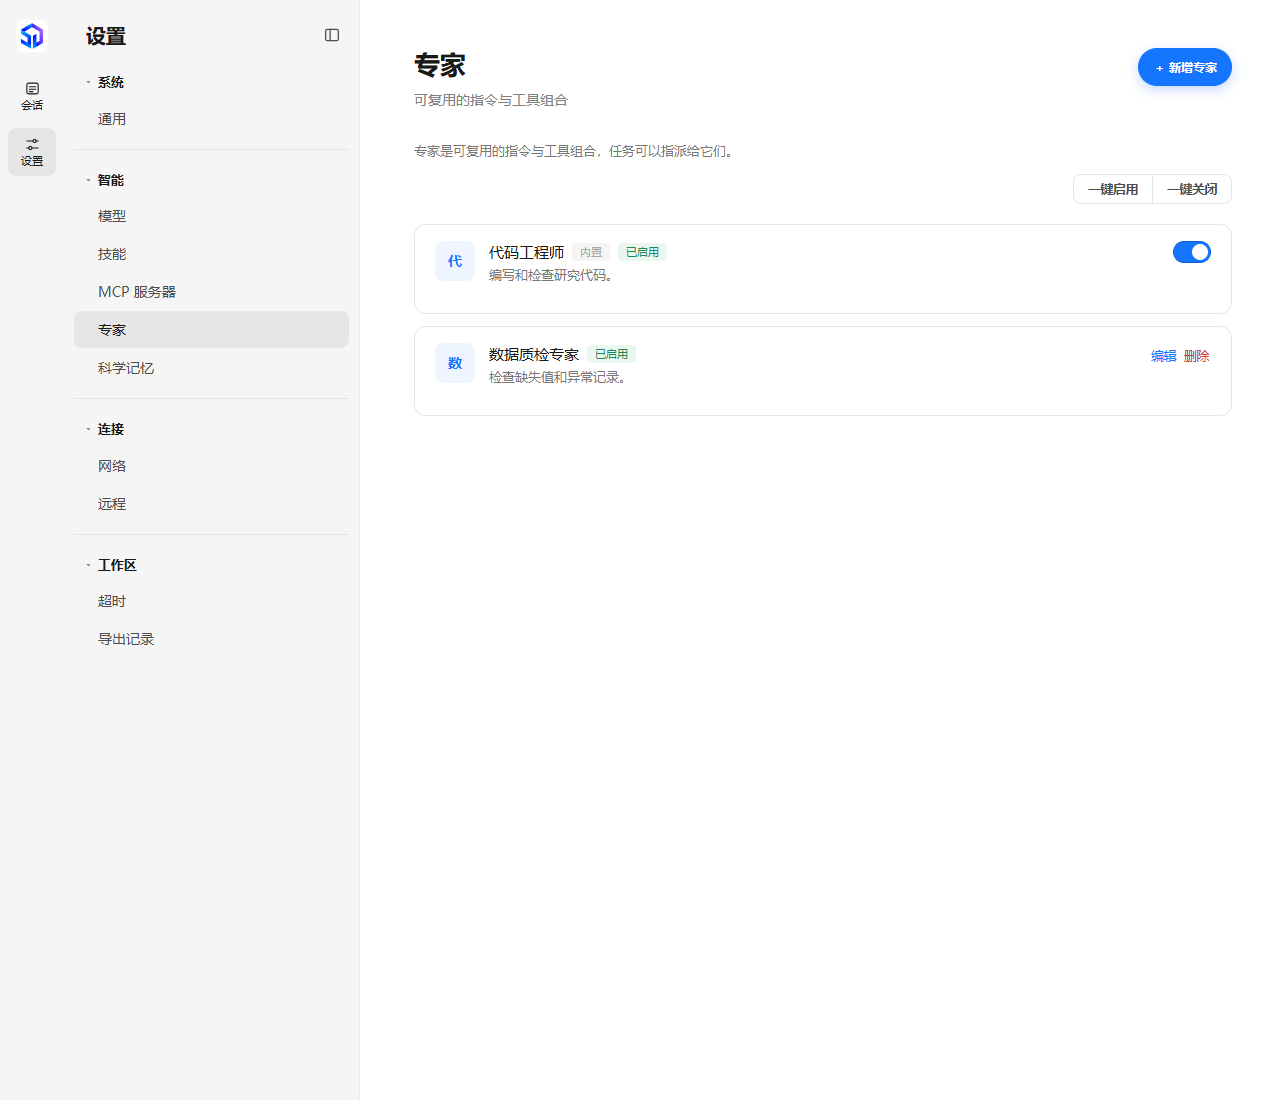 会话
设置
设置
系统
通用
智能
模型
技能
MCP 服务器
专家
科学记忆
连接
网络
远程
工作区
超时
导出记录
专家
+ 新增专家
可复用的指令与工具组合
专家是可复用的指令与工具组合，任务可以指派给它们。
一键启用 一键关闭
代 代码工程师 内置 已启用
编写和检查研究代码。
数 数据质检专家 已启用 编辑 删除
检查缺失值和异常记录。